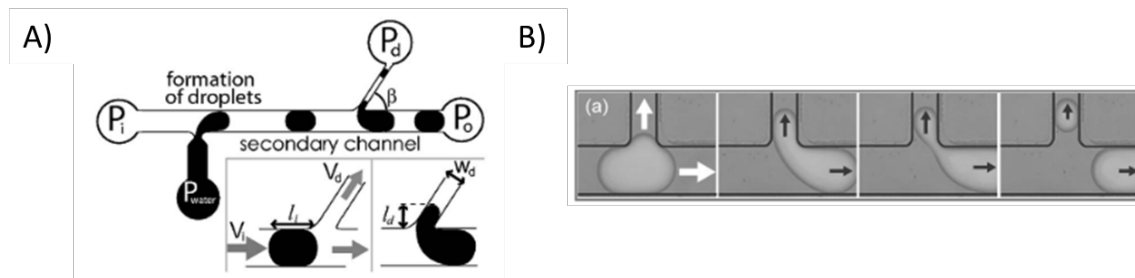 A)
B)
P_d
formation
of droplets
β
P_i
P_o
secondary channel
P_water
V_d
w_d
l_i
l_d
V_i
(a)